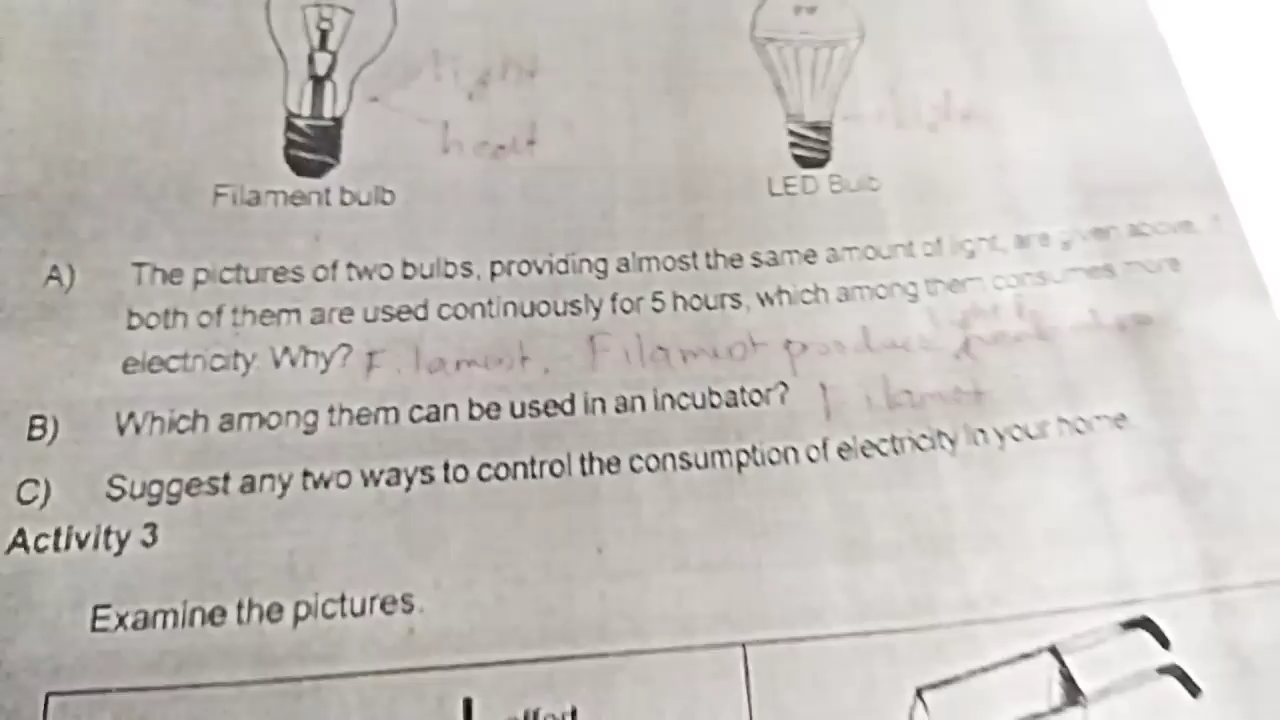 light
heat
Filament bulb
LED Bulb
A) The pictures of two bulbs, providing almost the same amount of light, are given above. If
both of them are used continuously for 5 hours, which among them consumes more
electricity. Why? Filament. Filament
B) Which among them can be used in an incubator? Filament
C) Suggest any two ways to control the consumption of electricity in your home.
Activity 3
Examine the pictures.
effort